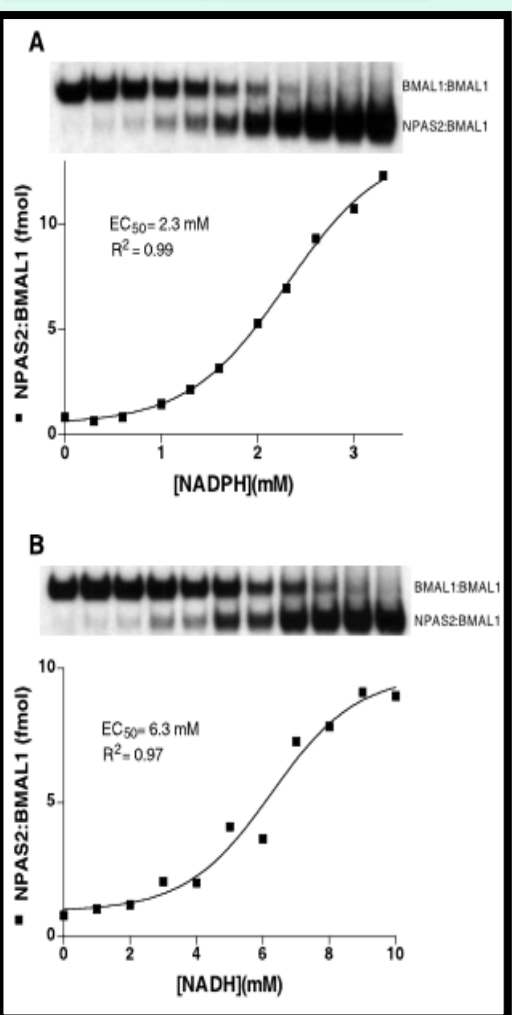 A
BMAL1:BMAL1
NPAS2:BMAL1
NPAS2:BMAL1 (fmol)
10
5
0
EC50= 2.3 mM
R2 = 0.99
0 1 2 3
[NADPH](mM)
B
BMAL1:BMAL1
NPAS2:BMAL1
NPAS2:BMAL1 (fmol)
10
5
0
EC50= 6.3 mM
R2 = 0.97
0 2 4 6 8 10
[NADH](mM)